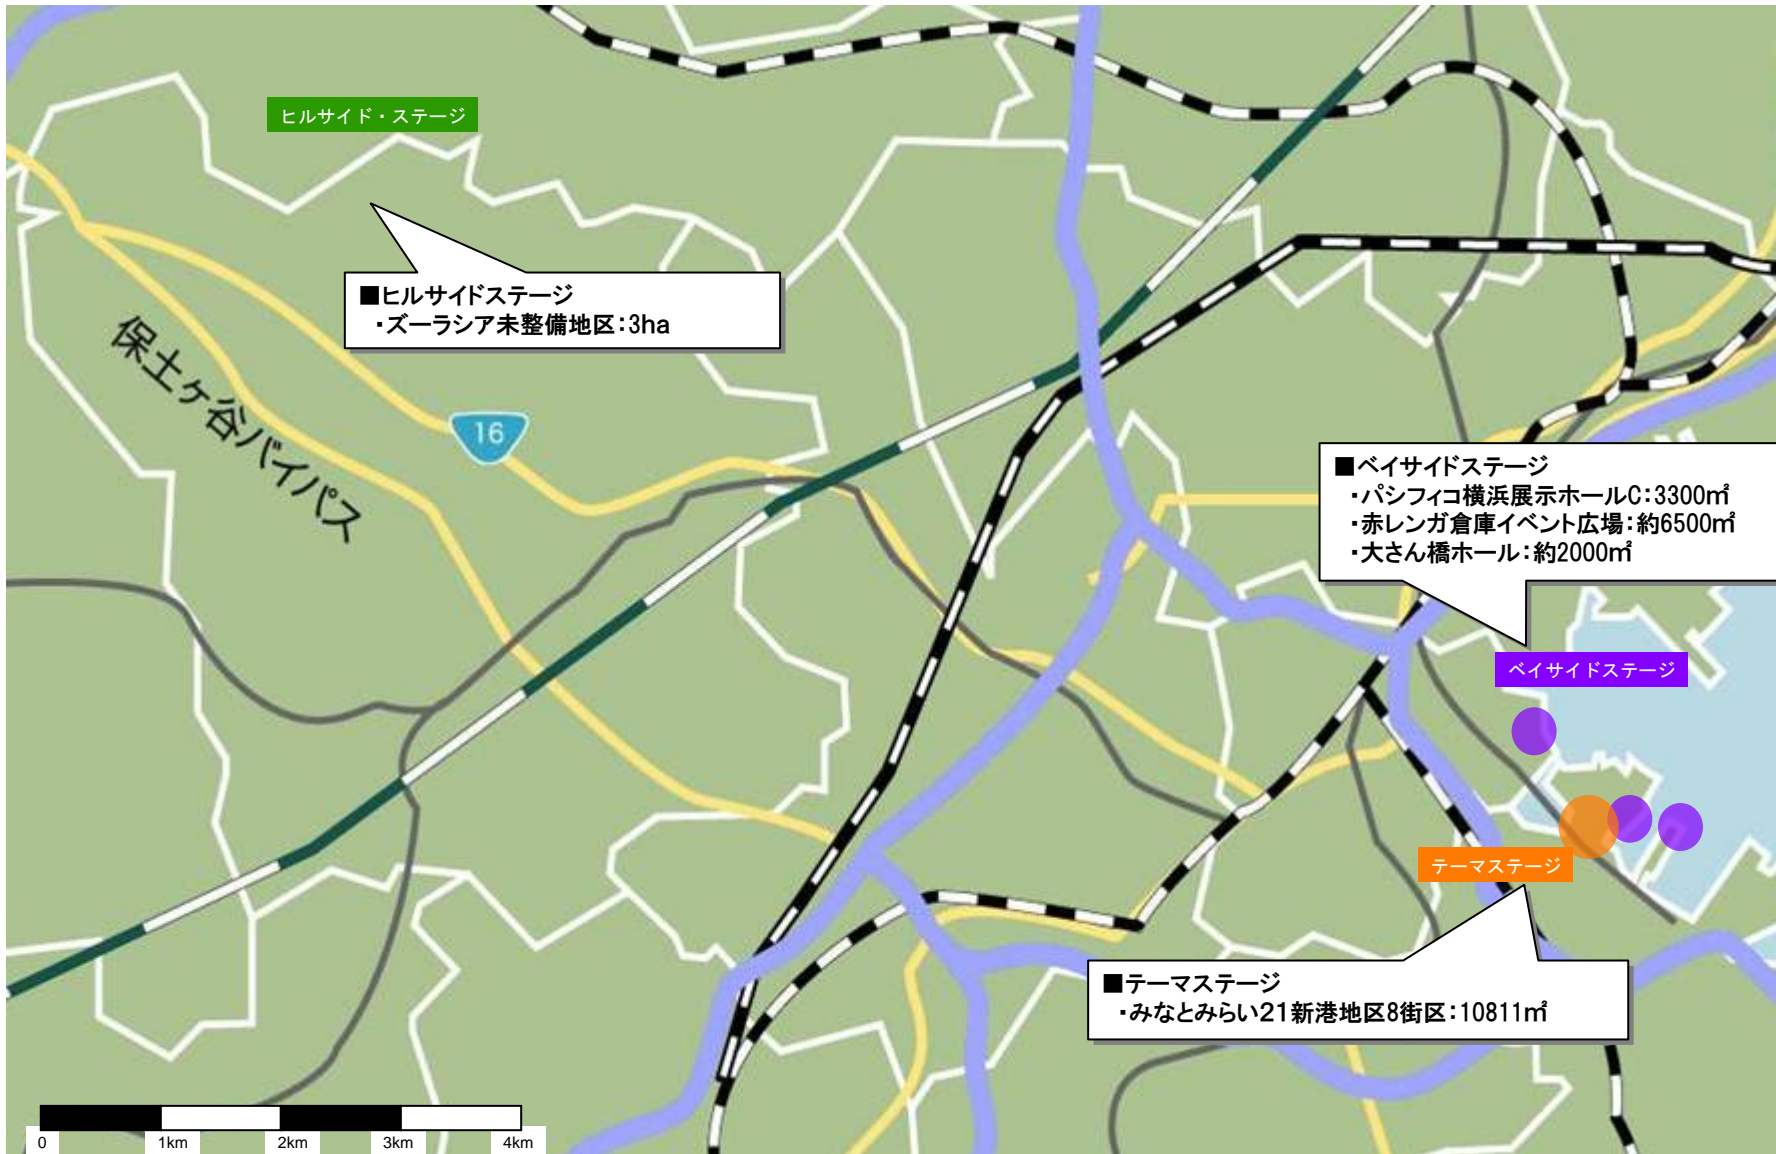 ヒルサイド・ステージ
■ヒルサイドステージ
・ズーラシア未整備地区：3ha
保土ヶ谷バイパス
16
■ベイサイドステージ
・パシフィコ横浜展示ホールC：3300㎡
・赤レンガ倉庫イベント広場：約6500㎡
・大さん橋ホール：約2000㎡
ベイサイドステージ
テーマステージ
■テーマステージ
・みなとみらい21新港地区8街区：10811㎡
0 1km 2km 3km 4km